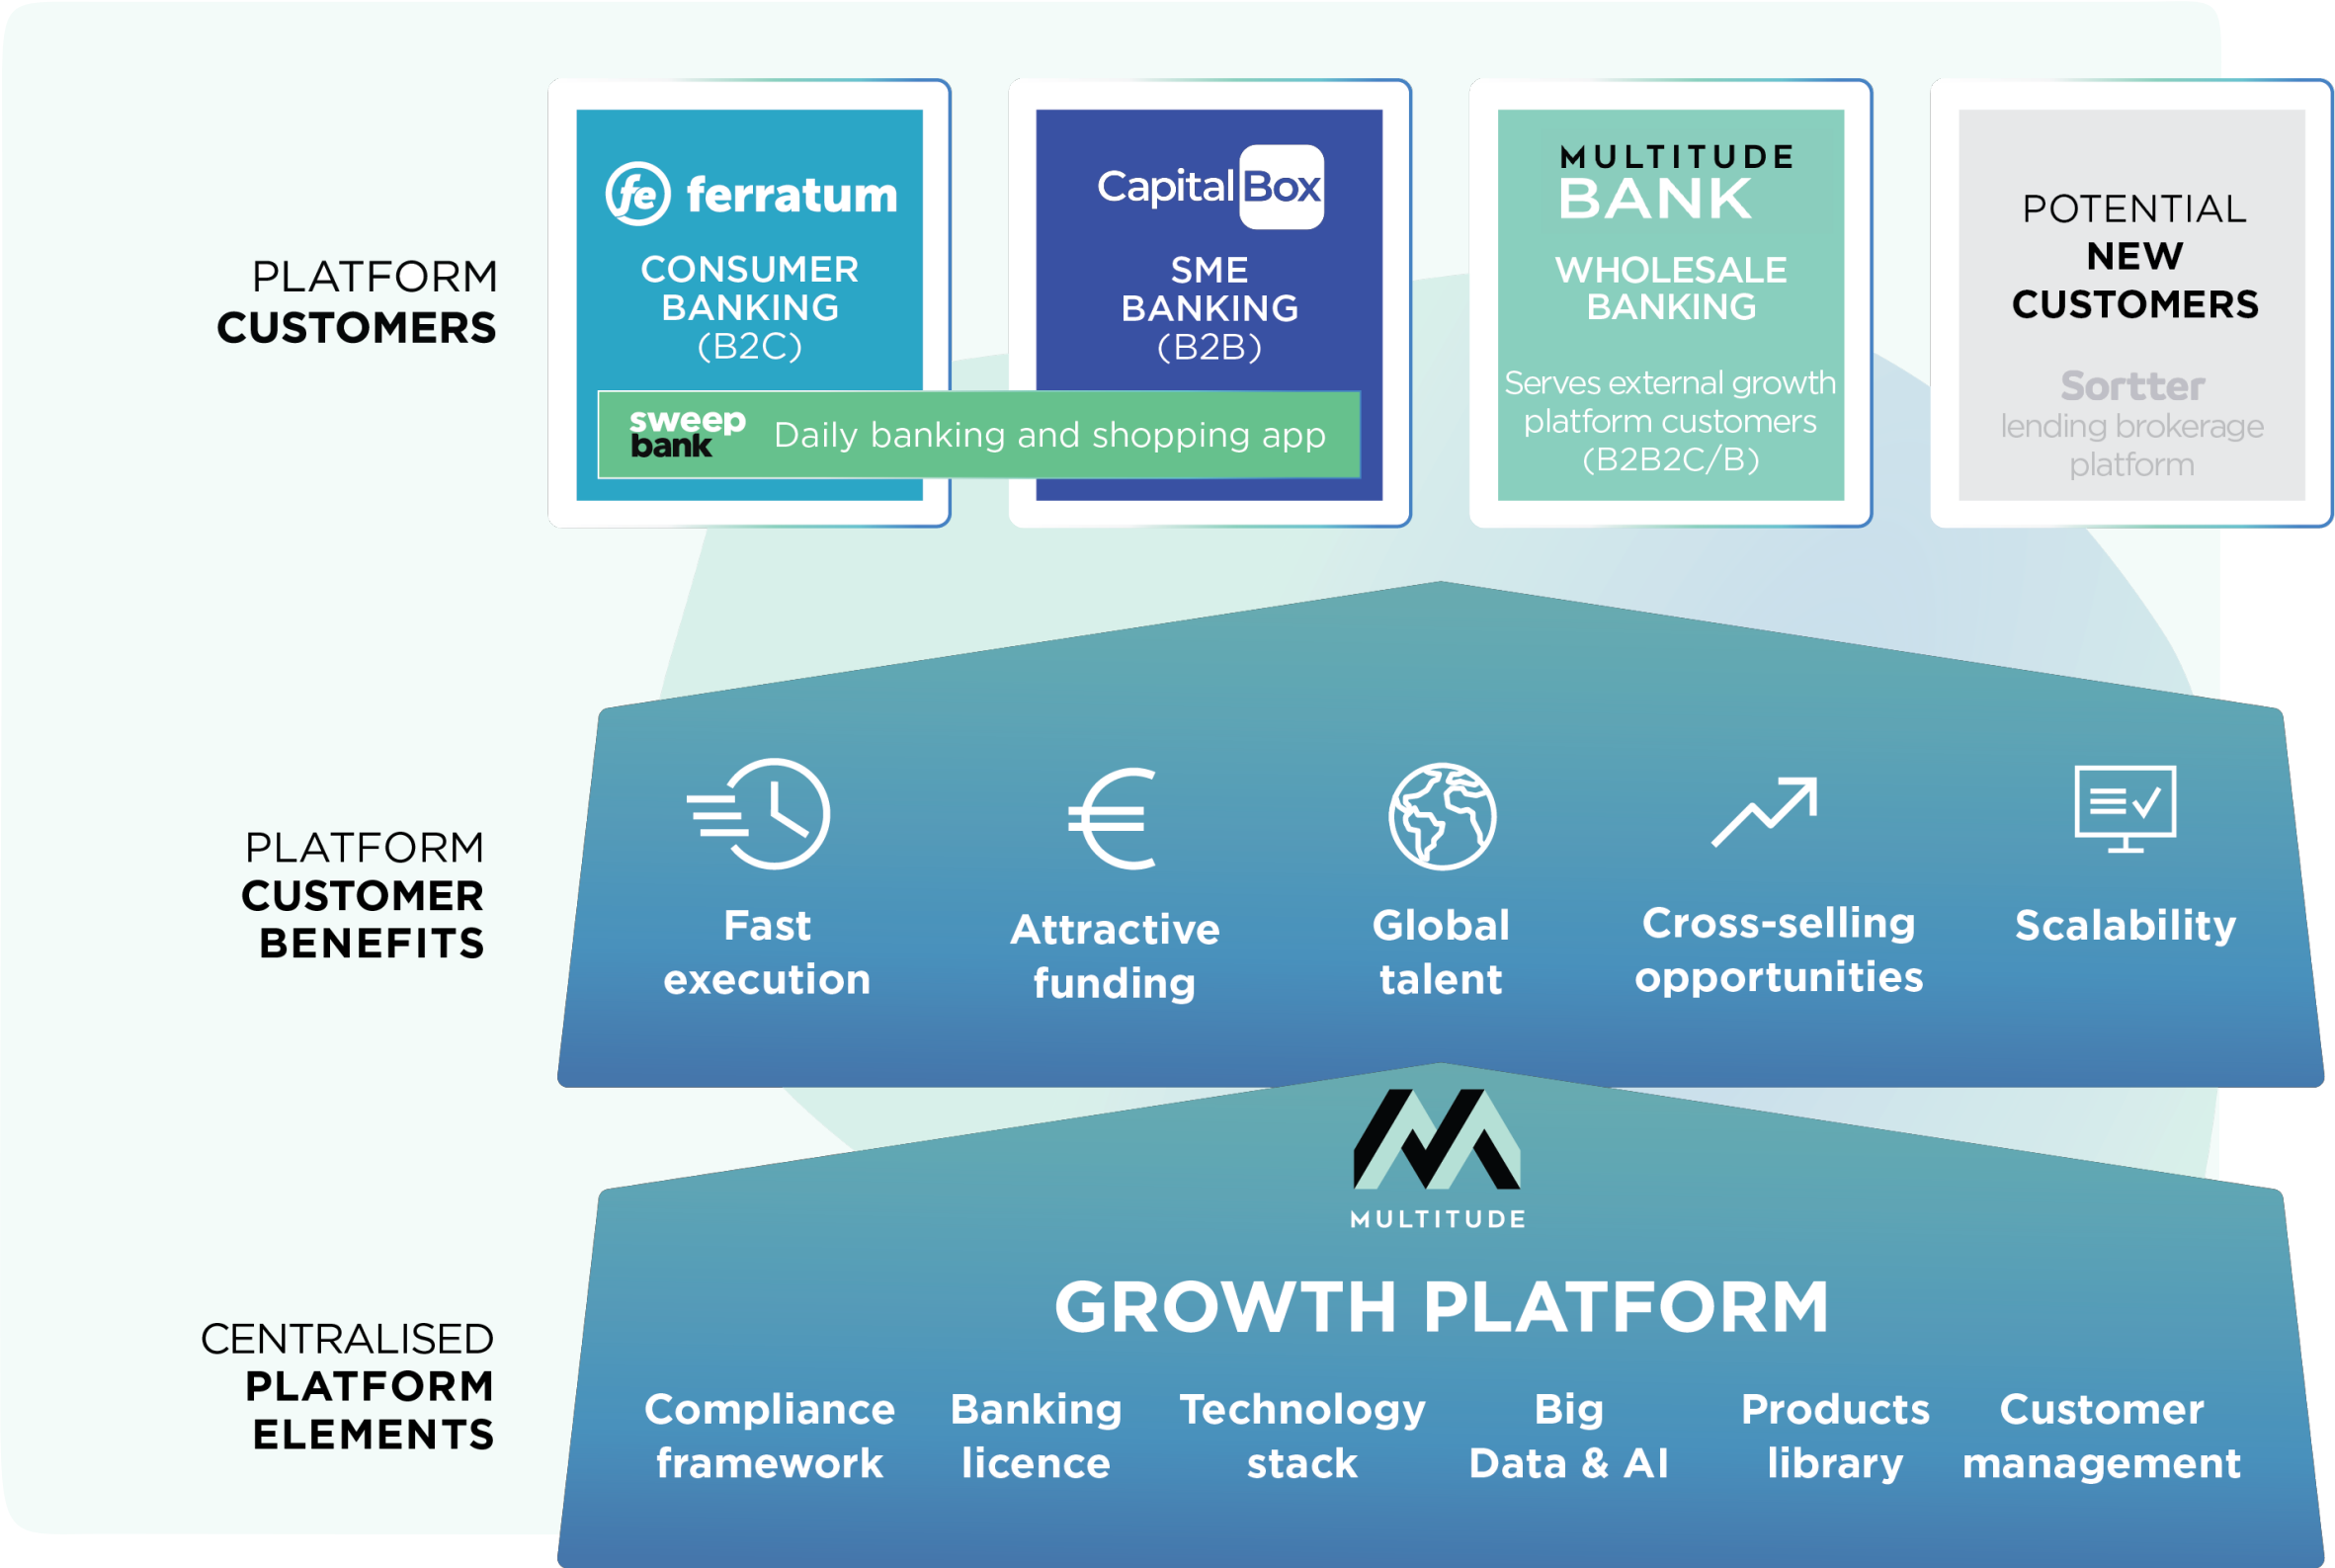 PLATFORM
CUSTOMERS
fe ferratum
CONSUMER
BANKING
(B2C)
CapitalBox
SME
BANKING
(B2B)
sweep
bank
Daily banking and shopping app
MULTITUDE
BANK
WHOLESALE
BANKING
Serves external growth
platform customers
(B2B2C/B)
POTENTIAL
NEW
CUSTOMERS
Sortter
lending brokerage
platform
PLATFORM
CUSTOMER
BENEFITS
Fast
execution
Attractive
funding
Global
talent
Cross-selling
opportunities
Scalability
MULTITUDE
GROWTH PLATFORM
CENTRALISED
PLATFORM
ELEMENTS
Compliance
framework
Banking
licence
Technology
stack
Big
Data & AI
Products
library
Customer
management